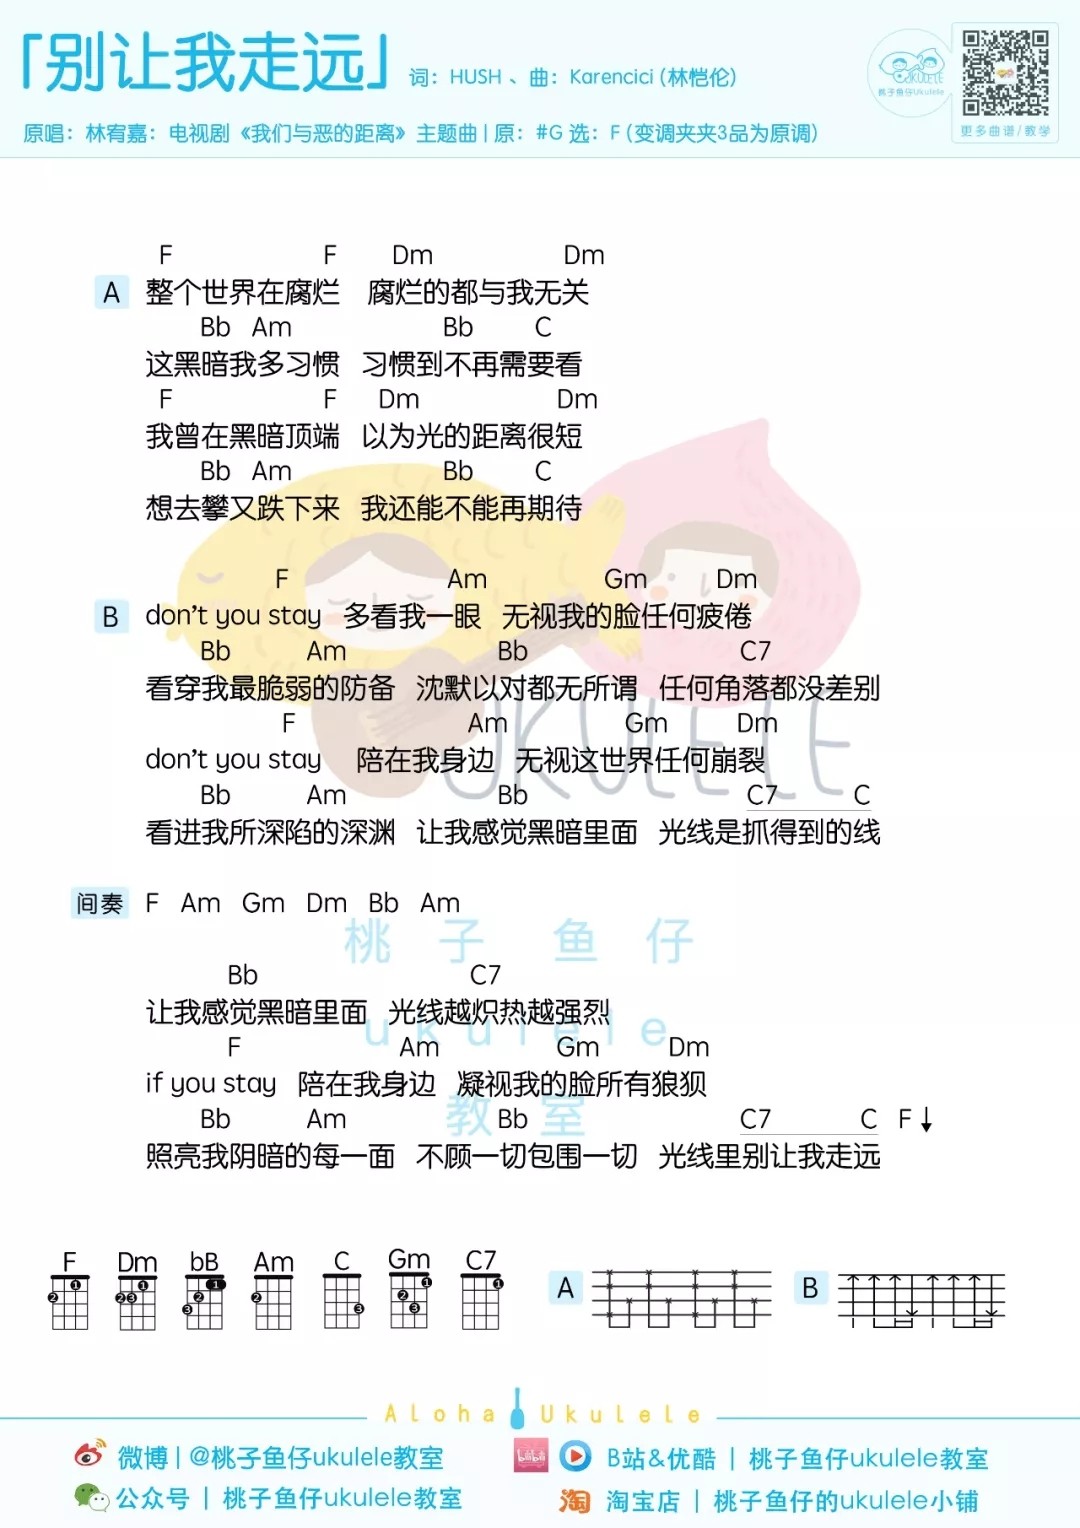 「别让我走远」 词：HUSH 、曲：Karencici (林恺伦)
原唱：林宥嘉：电视剧《我们与恶的距离》主题曲 | 原：#G 选：F (变调夹夹3品为原调)
UKULELE
桃子鱼仔Ukulele
更多曲谱/教学
F F Dm Dm
A 整个世界在腐烂 腐烂的都与我无关
Bb Am Bb C
这黑暗我多习惯 习惯到不再需要看
F F Dm Dm
我曾在黑暗顶端 以为光的距离很短
Bb Am Bb C
想去攀又跌下来 我还能不能再期待
F Am Gm Dm
B don't you stay 多看我一眼 无视我的脸任何疲倦
Bb Am Bb C7
看穿我最脆弱的防备 沈默以对都无所谓 任何角落都没差别
F Am Gm Dm
don't you stay 陪在我身边 无视这世界任何崩裂
UKULELE
Bb Am Bb C7 C
看进我所深陷的深渊 让我感觉黑暗里面 光线是抓得到的线
间奏 F Am Gm Dm Bb Am
桃子鱼仔
Bb C7
让我感觉黑暗里面 光线越炽热越强烈
ukulele
F Am Gm Dm
if you stay 陪在我身边 凝视我的脸所有狼狈
教室
Bb Am Bb C7 C F↓
照亮我阴暗的每一面 不顾一切包围一切 光线里别让我走远
F Dm bB Am C Gm C7 A B
Aloha Ukulele
微博 | @桃子鱼仔ukulele教室 B站&优酷 | 桃子鱼仔ukulele教室
公众号 | 桃子鱼仔ukulele教室 淘 淘宝店 | 桃子鱼仔的ukulele小铺